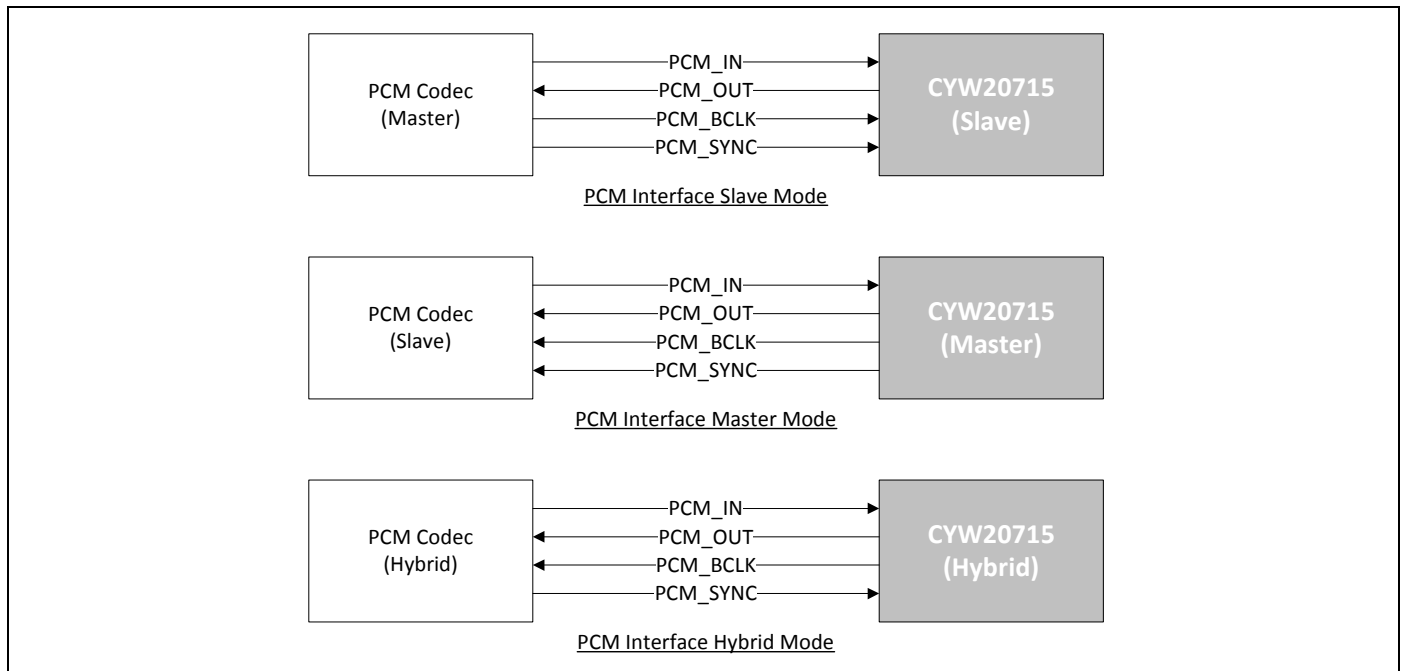 PCM Codec
(Master)
PCM_IN
PCM_OUT
PCM_BCLK
PCM_SYNC
CYW20715
(Slave)
PCM Interface Slave Mode
PCM Codec
(Slave)
PCM_IN
PCM_OUT
PCM_BCLK
PCM_SYNC
CYW20715
(Master)
PCM Interface Master Mode
PCM Codec
(Hybrid)
PCM_IN
PCM_OUT
PCM_BCLK
PCM_SYNC
CYW20715
(Hybrid)
PCM Interface Hybrid Mode